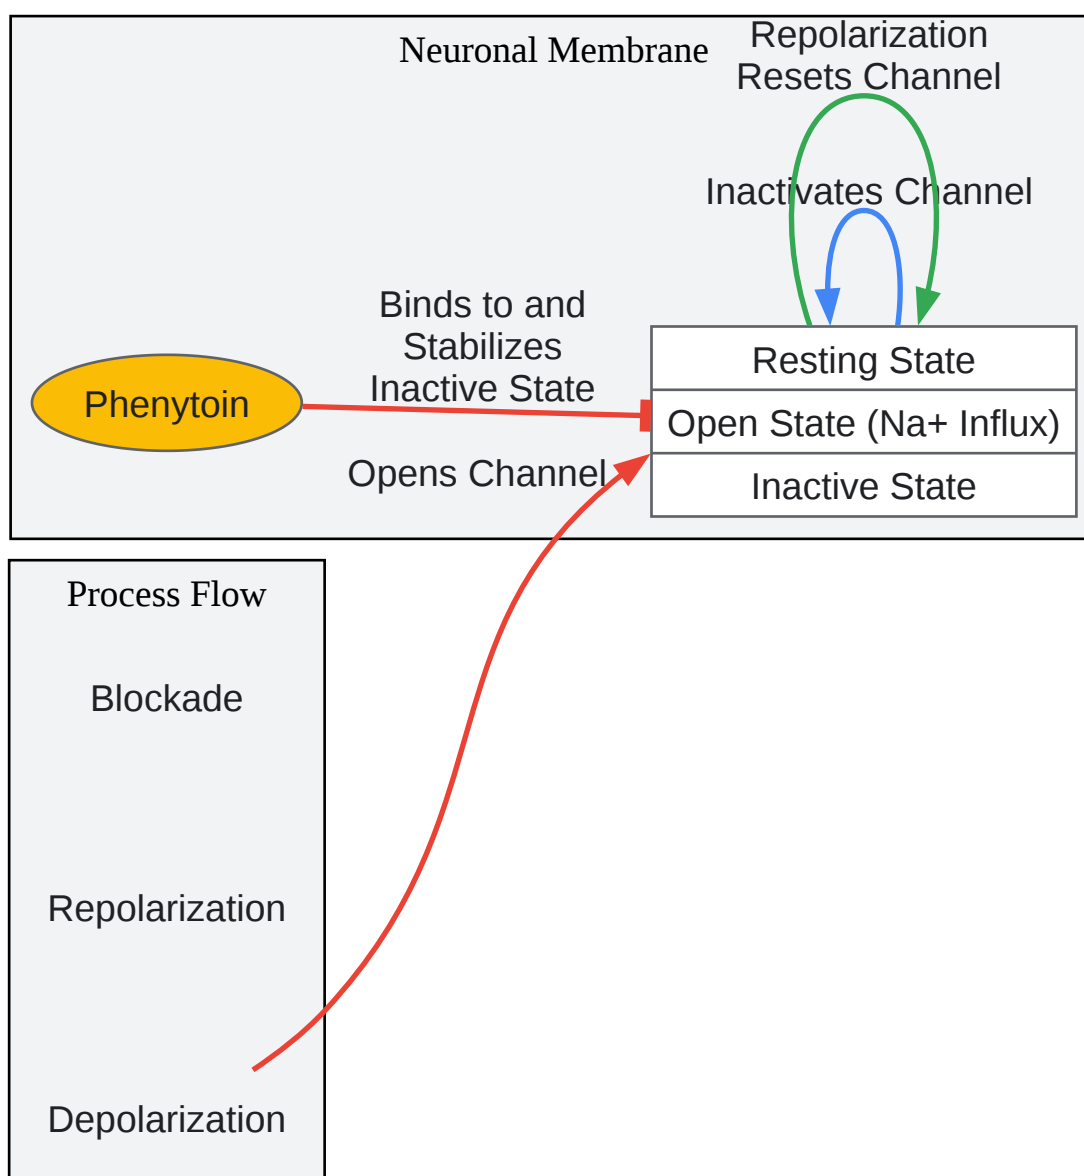 Neuronal Membrane
Repolarization
Resets Channel
Inactivates Channel
Binds to and
Stabilizes
Inactive State
Phenytoin
Resting State
Open State (Na+ Influx)
Inactive State
Opens Channel
Process Flow
Blockade
Repolarization
Depolarization